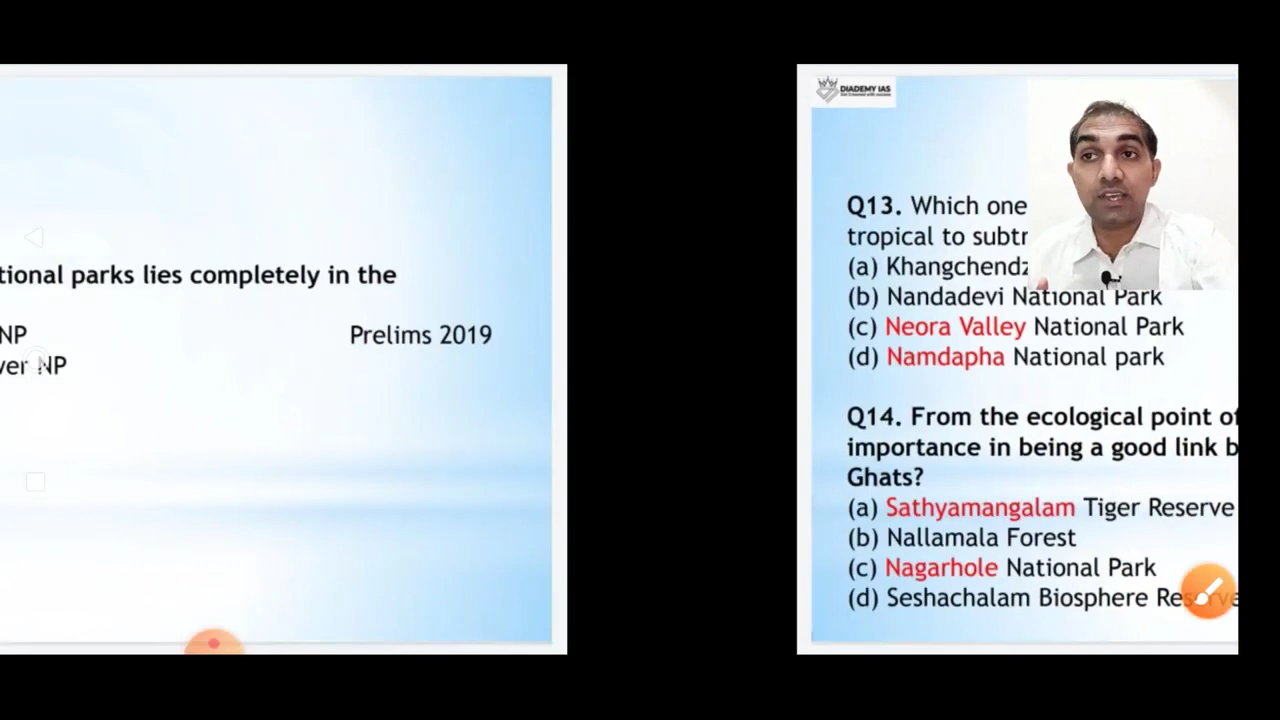 tional parks lies completely in the
NP
Prelims 2019
ver NP
DIADEMY IAS
Q13. Which one
tropical to subtr
(a) Khangchendz
(b) Nandadevi National Park
(c) Neora Valley National Park
(d) Namdapha National park
Q14. From the ecological point of
importance in being a good link b
Ghats?
(a) Sathyamangalam Tiger Reserve
(b) Nallamala Forest
(c) Nagarhole National Park
(d) Seshachalam Biosphere Reserve